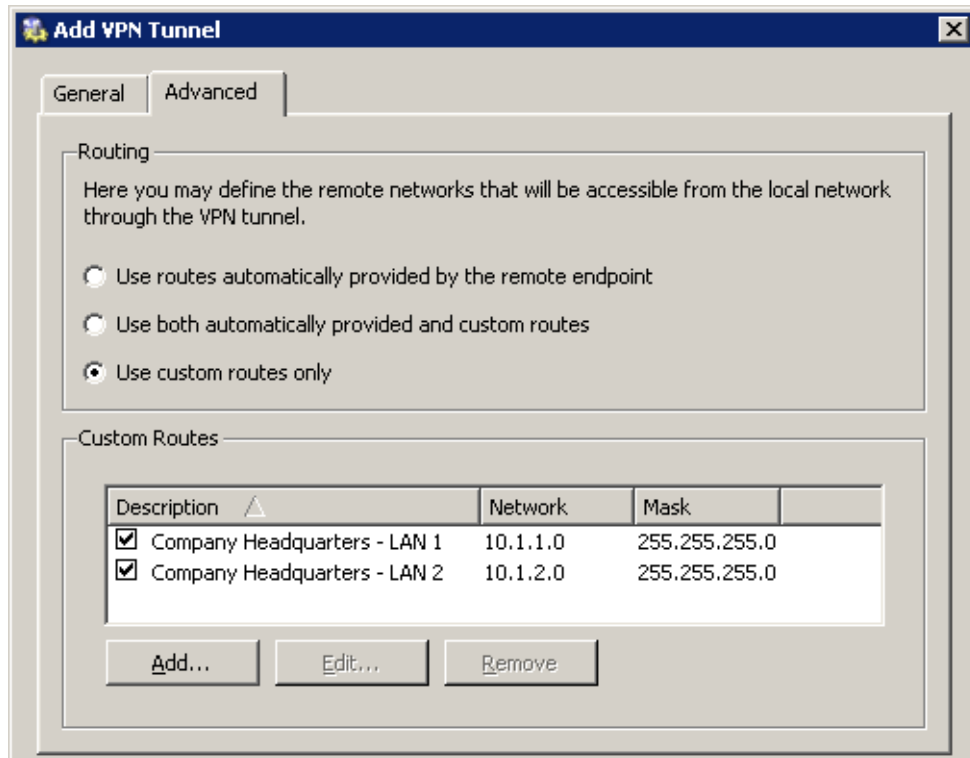 Add VPN Tunnel
General Advanced
Routing
Here you may define the remote networks that will be accessible from the local network
through the VPN tunnel.
Use routes automatically provided by the remote endpoint
Use both automatically provided and custom routes
Use custom routes only
Custom Routes
Description Network Mask
Company Headquarters - LAN 1 10.1.1.0 255.255.255.0
Company Headquarters - LAN 2 10.1.2.0 255.255.255.0
Add... Edit... Remove